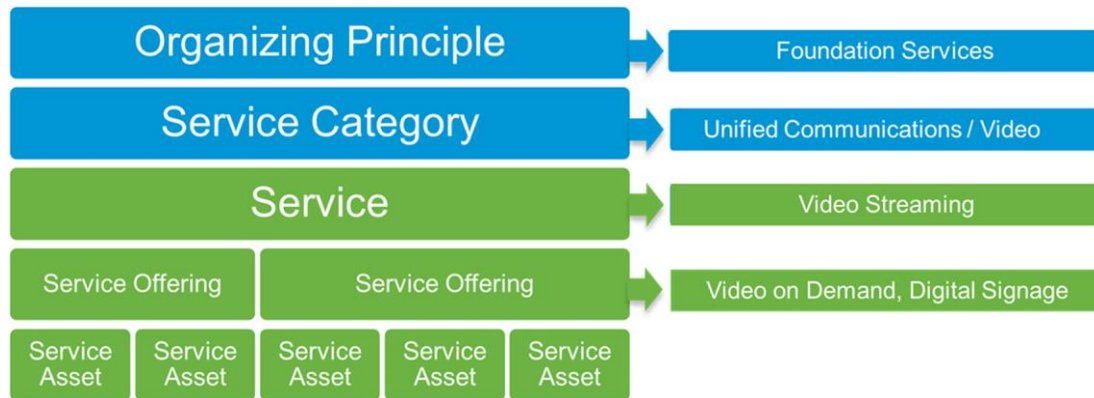 Organizing Principle
Foundation Services
Service Category
Unified Communications / Video
Service
Video Streaming
Service Offering
Service Offering
Video on Demand, Digital Signage
Service
Asset
Service
Asset
Service
Asset
Service
Asset
Service
Asset